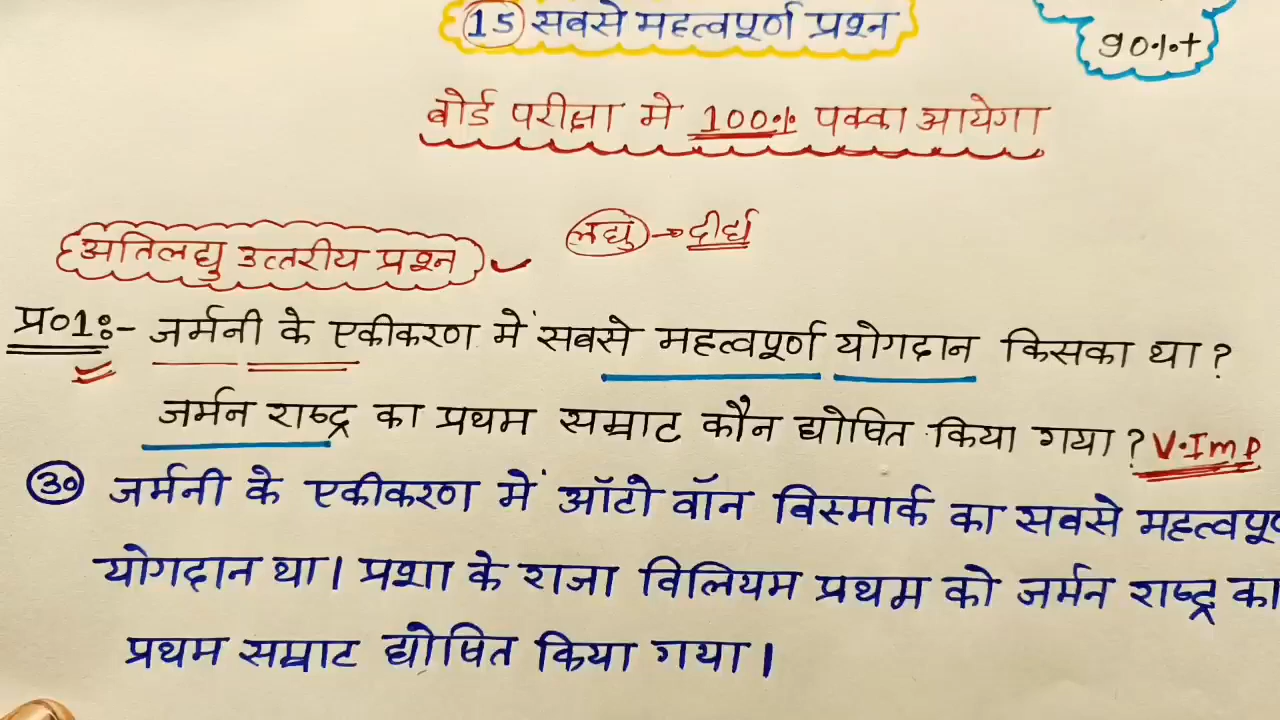 15 सबसे महत्वपूर्ण प्रश्न
90%+
बोर्ड परीक्षा मे 100% पक्का आयेगा
लघु → दीर्घ
अतिलघु उत्तरीय प्रश्न
प्र०1:- जर्मनी के एकीकरण में सबसे महत्वपूर्ण योगदान किसका था ?
जर्मन राष्ट्र का प्रथम सम्राट कौन घोषित किया गया ? V.Imp
उ० जर्मनी के एकीकरण में ऑटो वॉन विस्मार्क का सबसे महत्वपूर्ण
योगदान था। प्रशा के राजा विलियम प्रथम को जर्मन राष्ट्र का
प्रथम सम्राट घोषित किया गया।